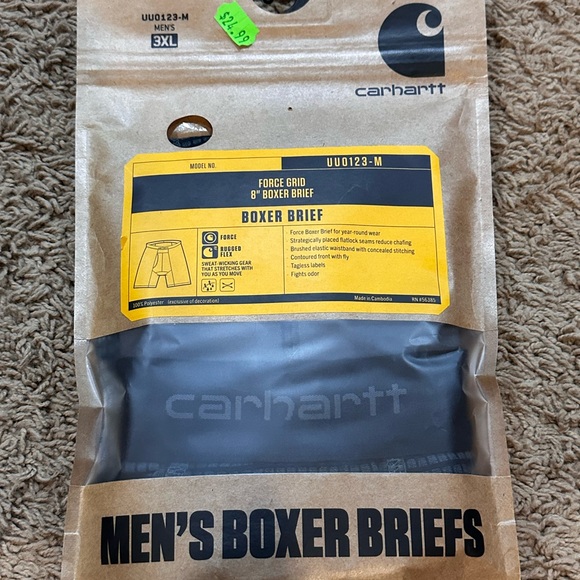 UU0123-M
MEN'S
3XL
$24.99
carhartt
MODEL NO.
UU0123-M
FORCE GRID
8" BOXER BRIEF
BOXER BRIEF
FORCE
RUGGED
FLEX
SWEAT-WICKING GEAR
THAT STRETCHES WITH
YOU AS YOU MOVE
· Force Boxer Brief for year-round wear
· Strategically placed flatlock seams reduce chafing
· Brushed elastic waistband with concealed stitching
· Contoured front with fly
· Tagless labels
· Fights odor
100% Polyester (exclusive of decoration)
Made in Cambodia
RN #56385
carhartt
MEN'S BOXER BRIEFS